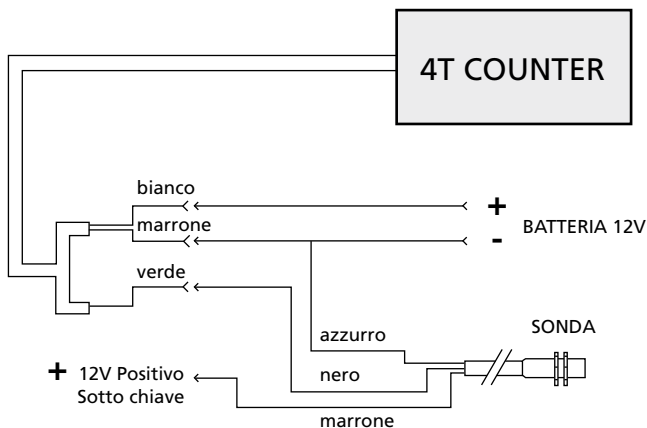 4T COUNTER
bianco
+
marrone
BATTERIA 12V
-
verde
SONDA
azzurro
+ 12V Positivo
Sotto chiave
nero
marrone